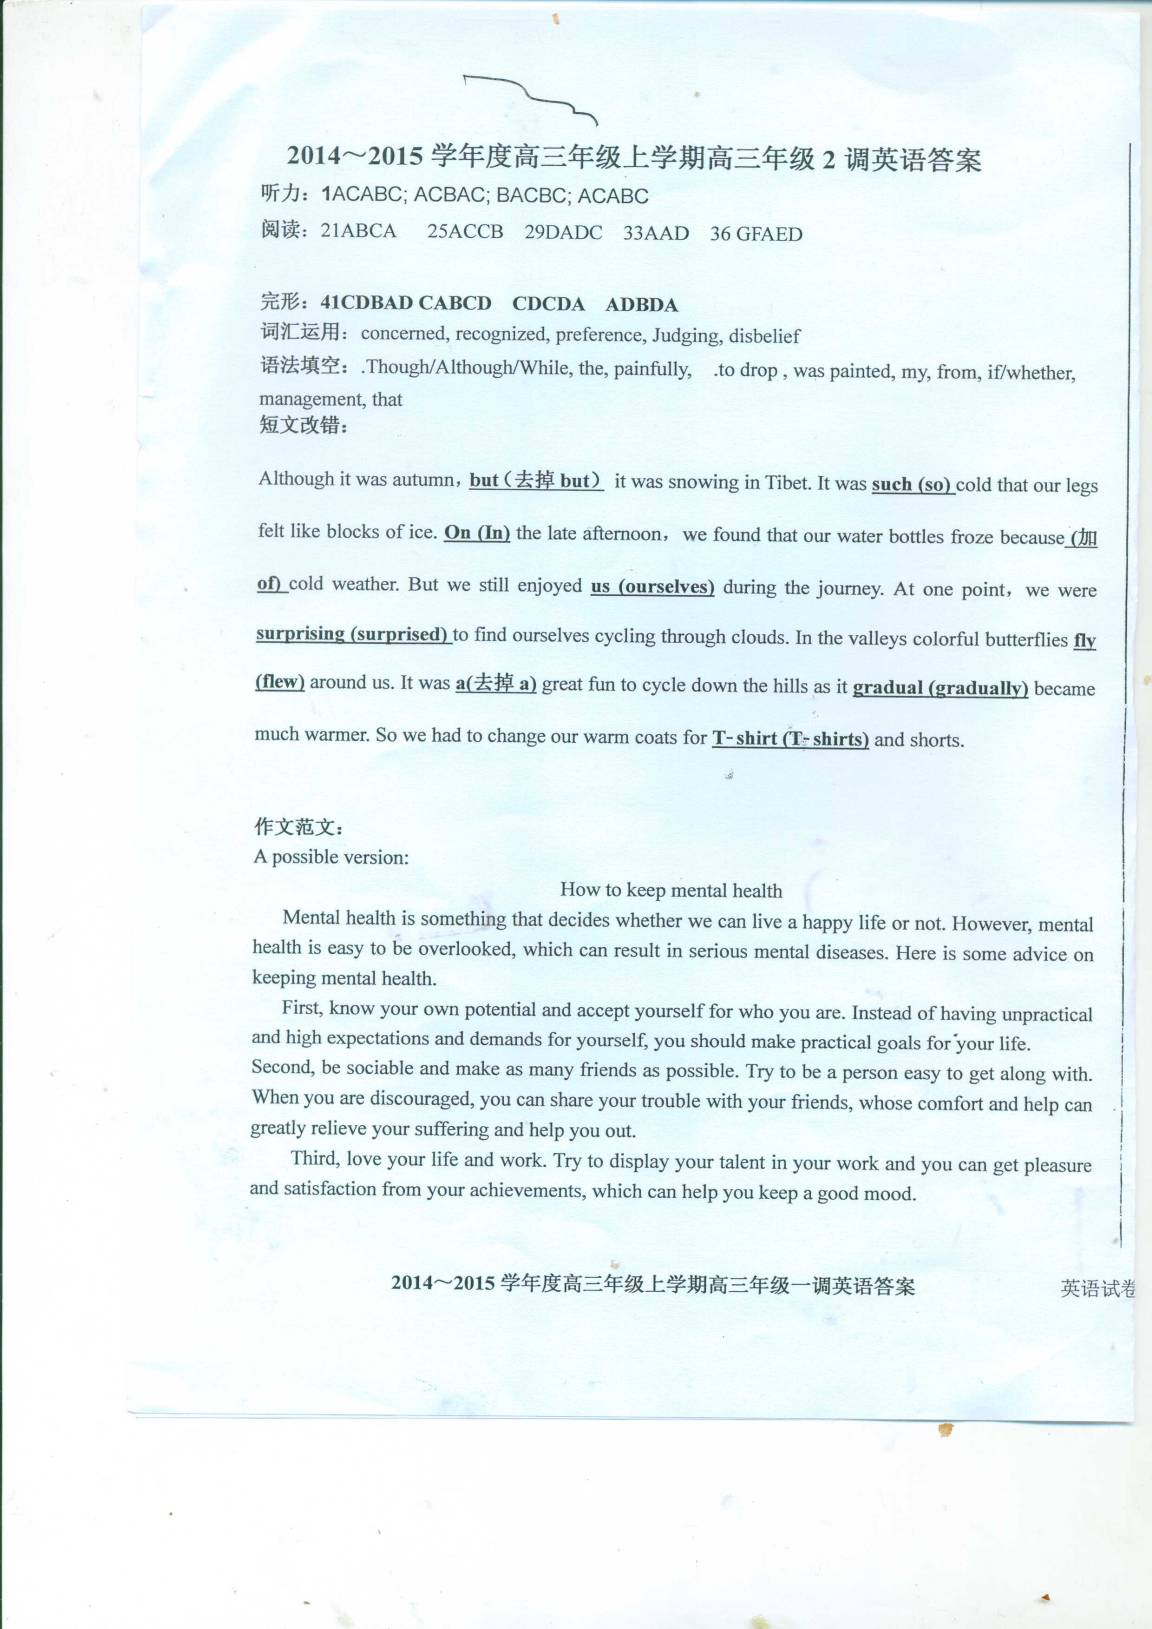 2014～2015 学年度高三年级上学期高三年级 2 调英语答案
听力：1ACABC; ACBAC; BACBC; ACABC
阅读：21ABCA 25ACCB 29DADC 33AAD 36 GFAED
完形：41CDBAD CABCD CDCDA ADBDA
词汇运用：concerned, recognized, preference, Judging, disbelief
语法填空：.Though/Although/While, the, painfully, .to drop , was painted, my, from, if/whether,
management, that
短文改错：
Although it was autumn，but（去掉 but） it was snowing in Tibet. It was such (so) cold that our legs
felt like blocks of ice. On (In) the late afternoon，we found that our water bottles froze because (加
of) cold weather. But we still enjoyed us (ourselves) during the journey. At one point，we were
surprising (surprised) to find ourselves cycling through clouds. In the valleys colorful butterflies fly
(flew) around us. It was a(去掉 a) great fun to cycle down the hills as it gradual (gradually) became
much warmer. So we had to change our warm coats for T-shirt (T-shirts) and shorts.
作文范文：
A possible version:
How to keep mental health
Mental health is something that decides whether we can live a happy life or not. However, mental
health is easy to be overlooked, which can result in serious mental diseases. Here is some advice on
keeping mental health.
First, know your own potential and accept yourself for who you are. Instead of having unpractical
and high expectations and demands for yourself, you should make practical goals for your life.
Second, be sociable and make as many friends as possible. Try to be a person easy to get along with.
When you are discouraged, you can share your trouble with your friends, whose comfort and help can
greatly relieve your suffering and help you out.
Third, love your life and work. Try to display your talent in your work and you can get pleasure
and satisfaction from your achievements, which can help you keep a good mood.
2014～2015 学年度高三年级上学期高三年级一调英语答案 英语试卷